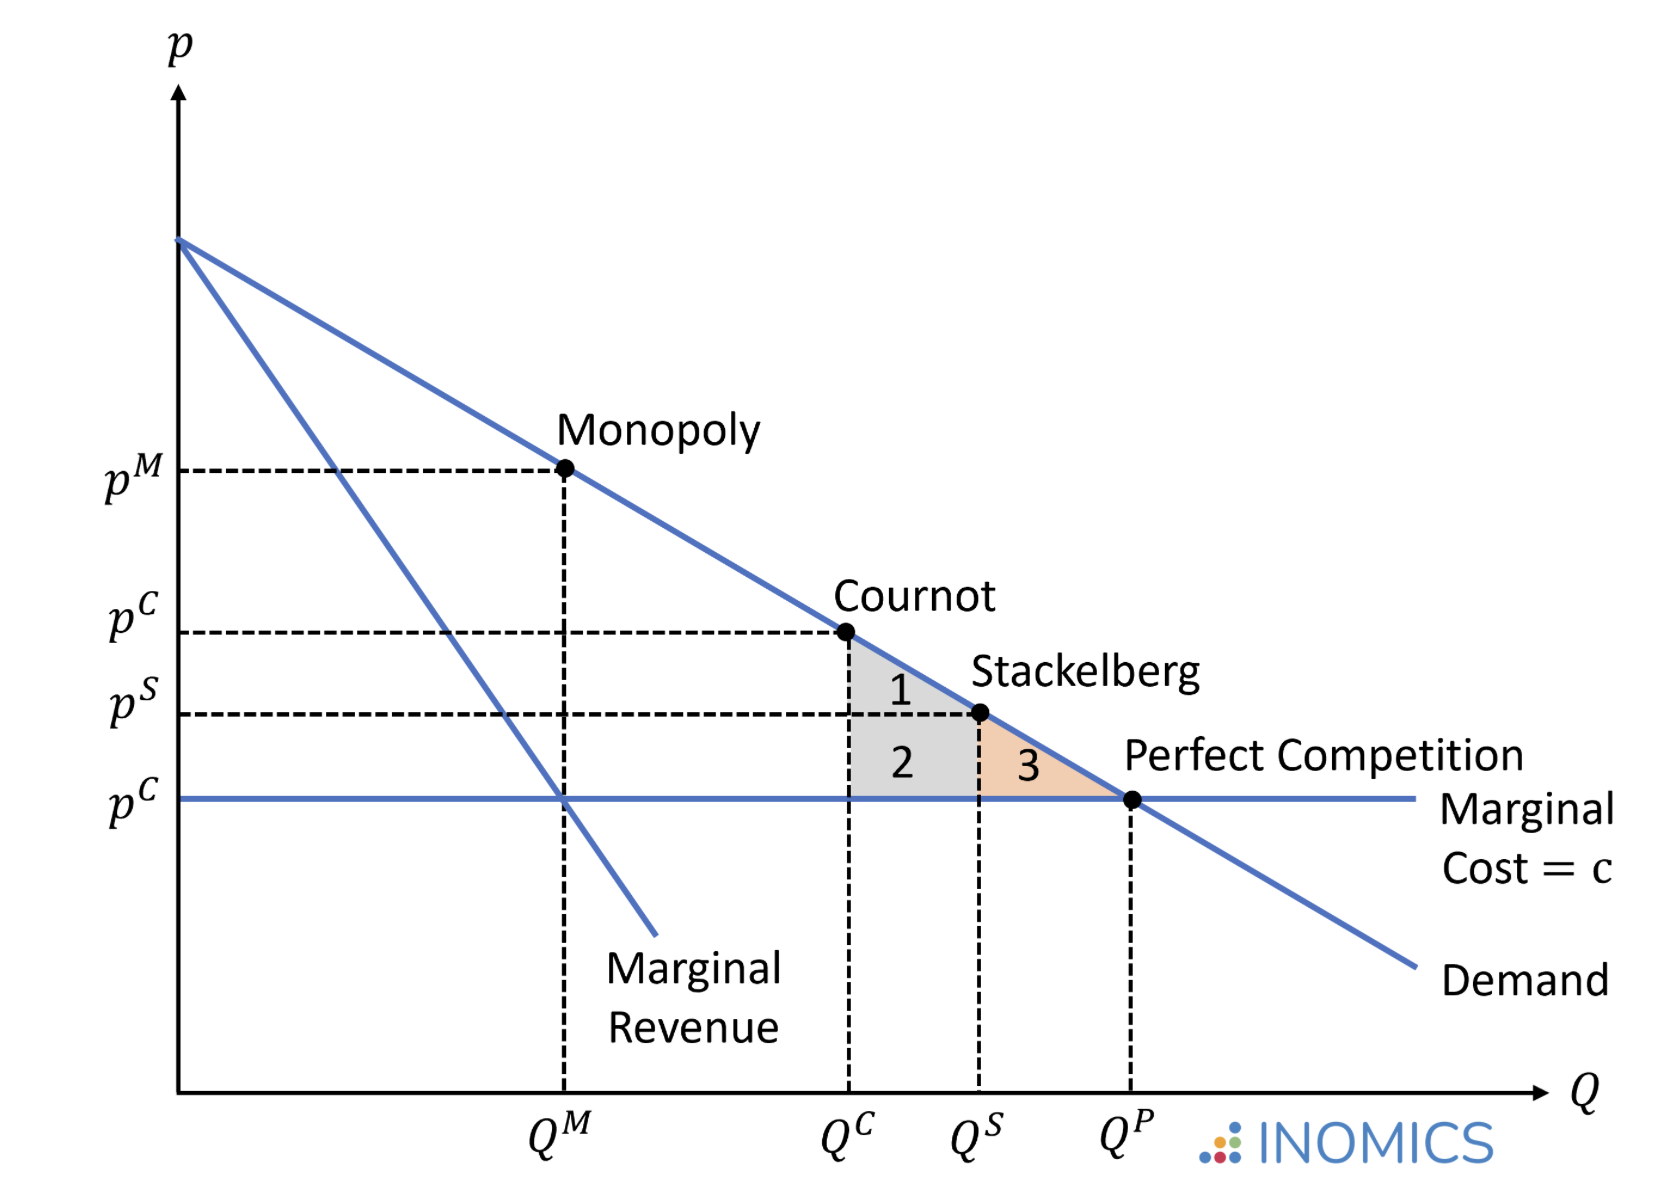 p
Monopoly
p^M
Cournot
p^C
Stackelberg
p^S
1
2
3
Perfect Competition
p^C
Marginal
Cost = c
Marginal
Revenue
Demand
Q
Q^M
Q^C
Q^S
Q^P
INOMICS